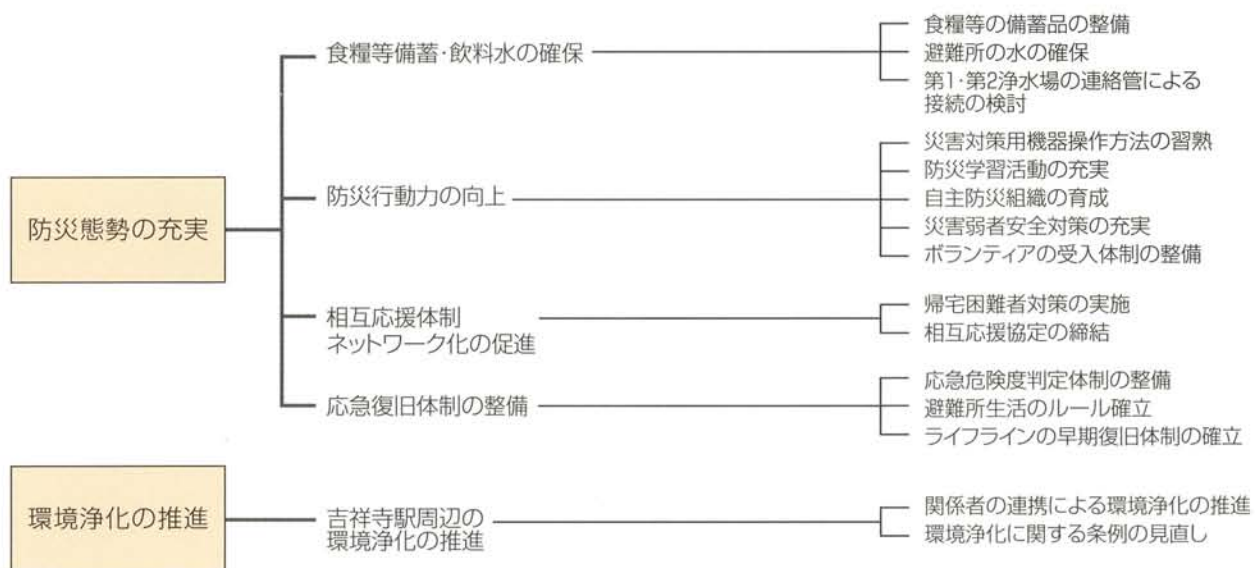 防災態勢の充実
食糧等備蓄・飲料水の確保
食糧等の備蓄品の整備
避難所の水の確保
第1・第2浄水場の連絡管による
接続の検討
防災行動力の向上
災害対策用機器操作方法の習熟
防災学習活動の充実
自主防災組織の育成
災害弱者安全対策の充実
ボランティアの受入体制の整備
相互応援体制
ネットワーク化の促進
帰宅困難者対策の実施
相互応援協定の締結
応急復旧体制の整備
応急危険度判定体制の整備
避難所生活のルール確立
ライフラインの早期復旧体制の確立
環境浄化の推進
吉祥寺駅周辺の
環境浄化の推進
関係者の連携による環境浄化の推進
環境浄化に関する条例の見直し